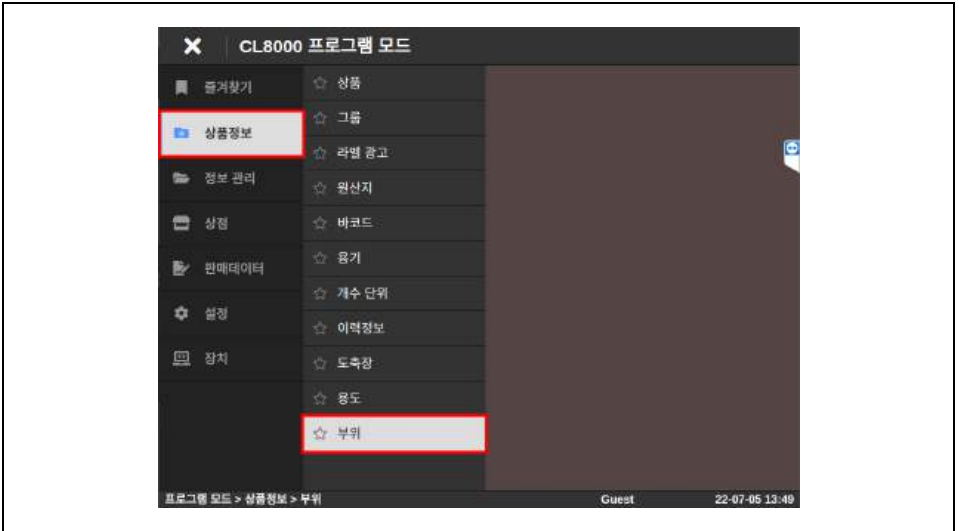 CL8000 프로그램 모드
즐겨찾기
상품정보
정보 관리
상점
판매데이터
설정
장치
상품
그룹
라벨 광고
원산지
바코드
용기
개수 단위
이력정보
도축장
용도
부위
프로그램 모드 > 상품정보 > 부위
Guest
22-07-05 13:49